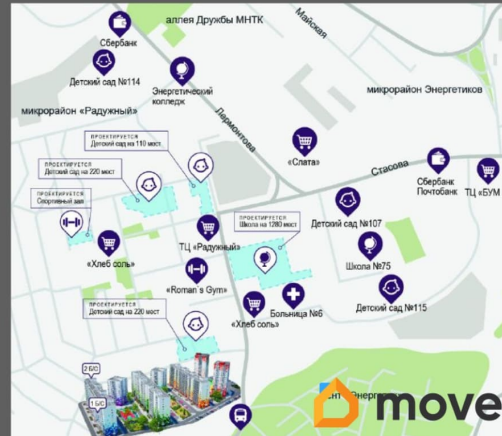 аллея Дружбы МНТК
Майская
Сбербанк
Детский сад №114
Энергетический
колледж
микрорайон Энергетиков
микрорайон «Радужный»
Лермонтова
ПРОЕКТИРУЕТСЯ
Детский сад на 110 мест
«Слата»
Стасова
ПРОЕКТИРУЕТСЯ
Детский сад на 220 мест
Сбербанк
Почтобанк
ТЦ «БУМ
ПРОЕКТИРУЕТСЯ
Спортивный зал
ПРОЕКТИРУЕТСЯ
Школа на 1280 мест
Детский сад №107
«Хлеб соль»
ТЦ «Радужный»
Школа №75
«Roman's Gym»
ПРОЕКТИРУЕТСЯ
Детский сад на 220 мест
«Хлеб соль»
Больница №6
Детский сад №115
2 Б/С
1 Б/С
move